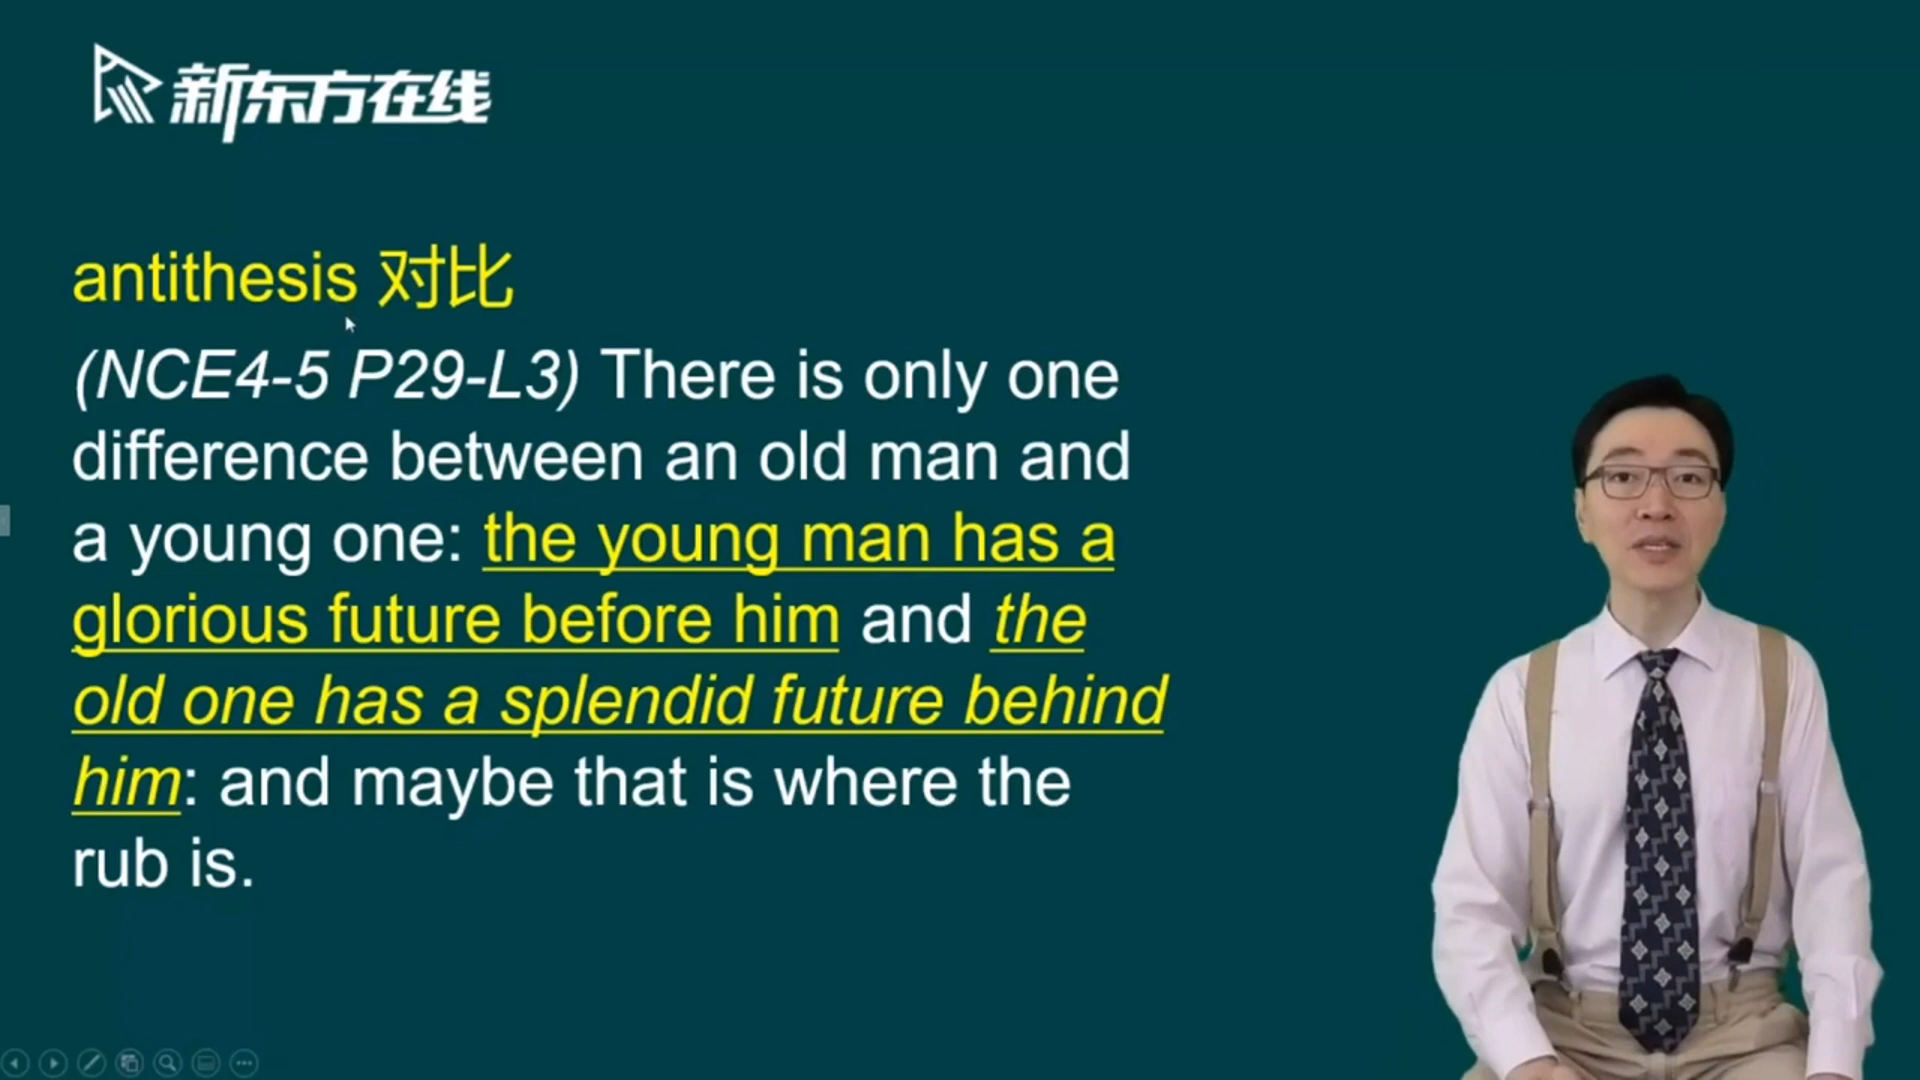 新东方在线
antithesis 对比
(NCE4-5 P29-L3) There is only one
difference between an old man and
a young one: the young man has a
glorious future before him and the
old one has a splendid future behind
him: and maybe that is where the
rub is.